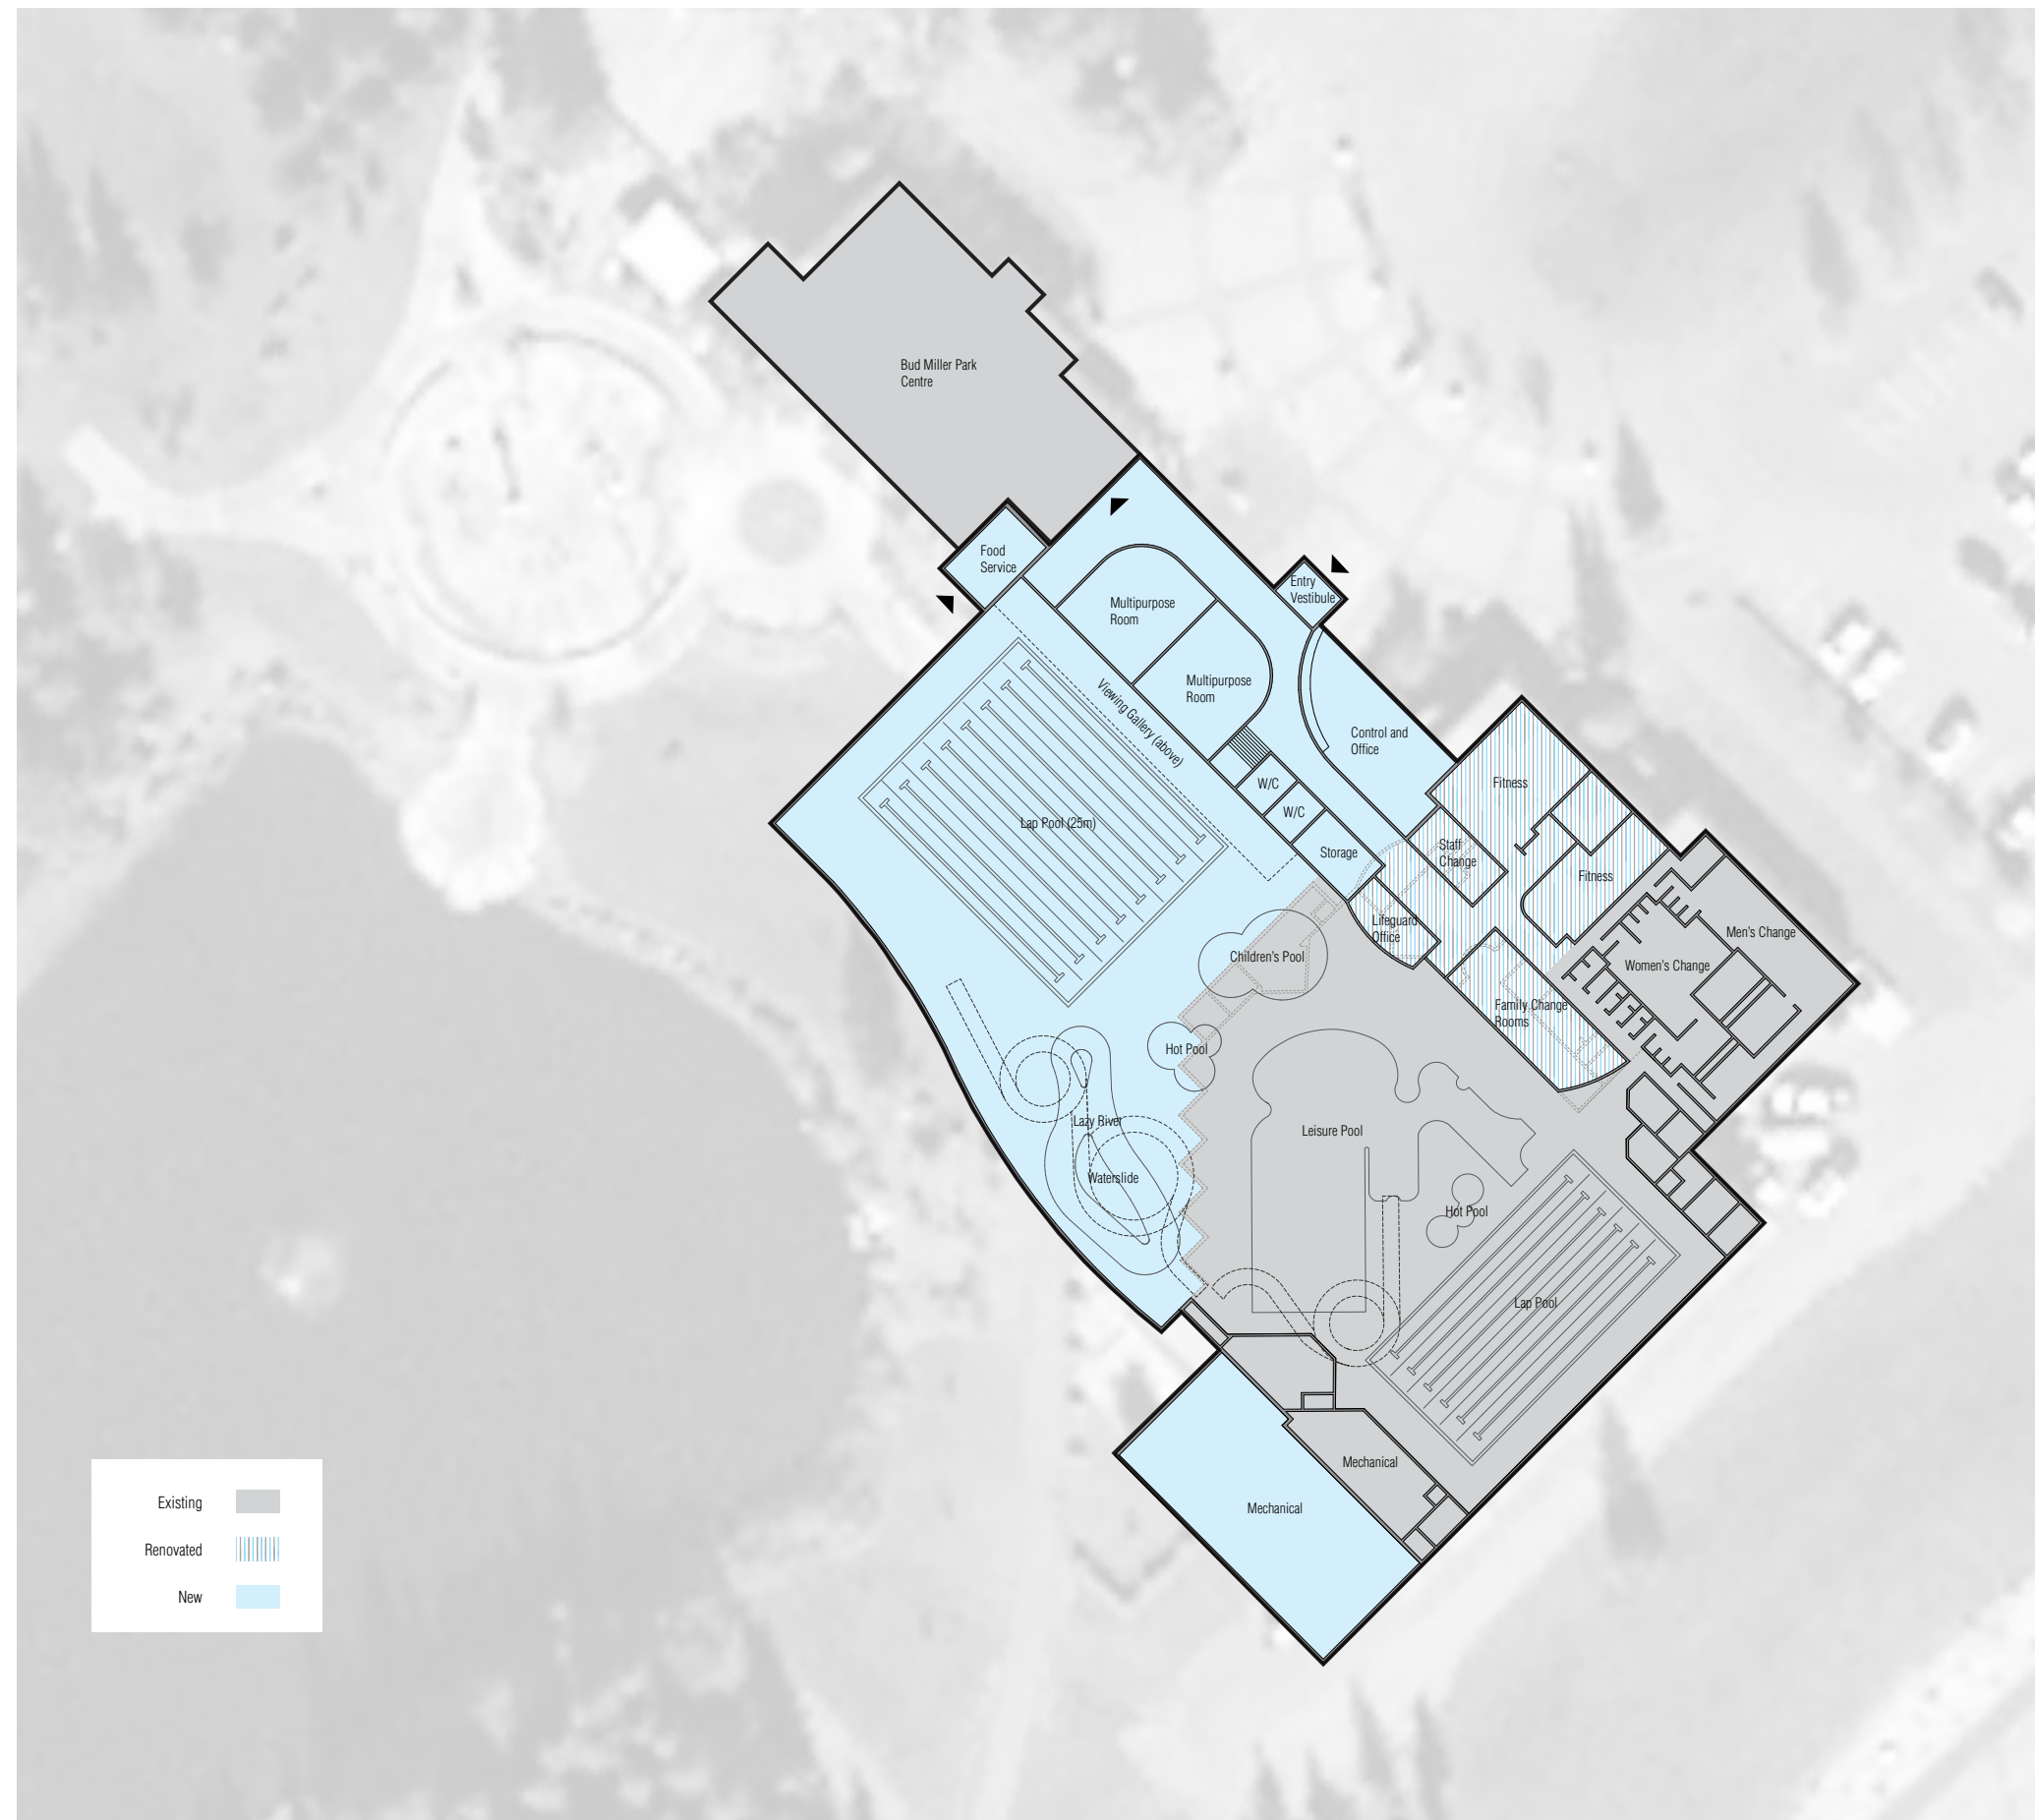 Bud Miller Park
Centre
Food
Service
Entry
Vestibule
Multipurpose
Room
Multipurpose
Room
Viewing Gallery (above)
Control and
Office
W/C
W/C
Storage
Lap Pool (25m)
Fitness
Staff
Change
Fitness
Lifeguard
Office
Men's Change
Women's Change
Family Change
Rooms
Children's Pool
Hot Pool
Lazy River
Waterslide
Leisure Pool
Hot Pool
Lap Pool
Mechanical
Mechanical
Existing
Renovated
New